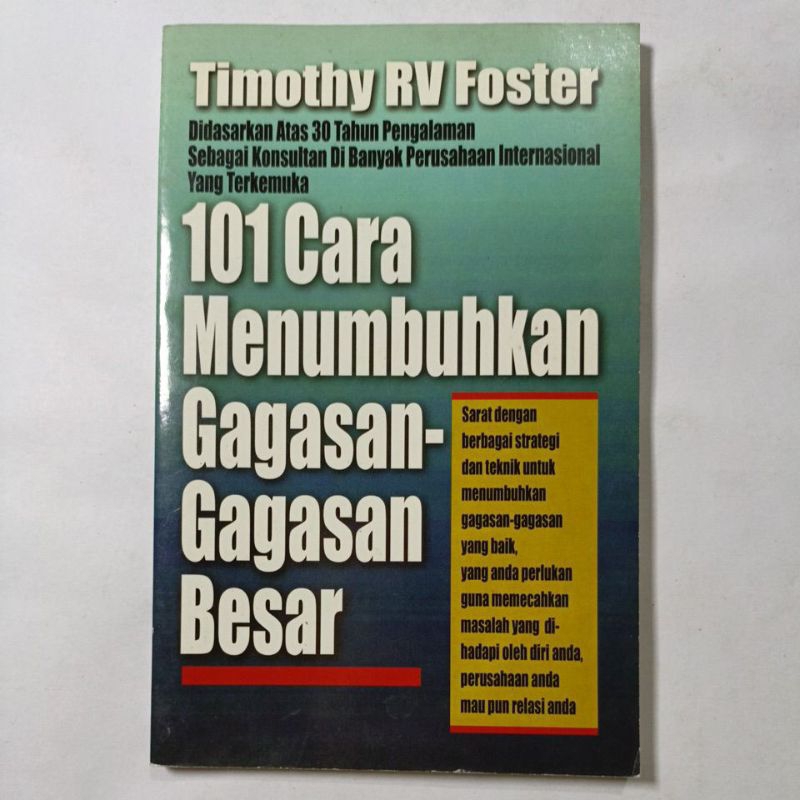 Timothy RV Foster
Didasarkan Atas 30 Tahun Pengalaman
Sebagai Konsultan Di Banyak Perusahaan Internasional
Yang Terkemuka
101 Cara
Menumbuhkan
Gagasan-
Gagasan
Besar
Sarat dengan
berbagai strategi
dan teknik untuk
menumbuhkan
gagasan-gagasan
yang baik,
yang anda perlukan
guna memecahkan
masalah yang di-
hadapi oleh diri anda,
perusahaan anda
mau pun relasi anda